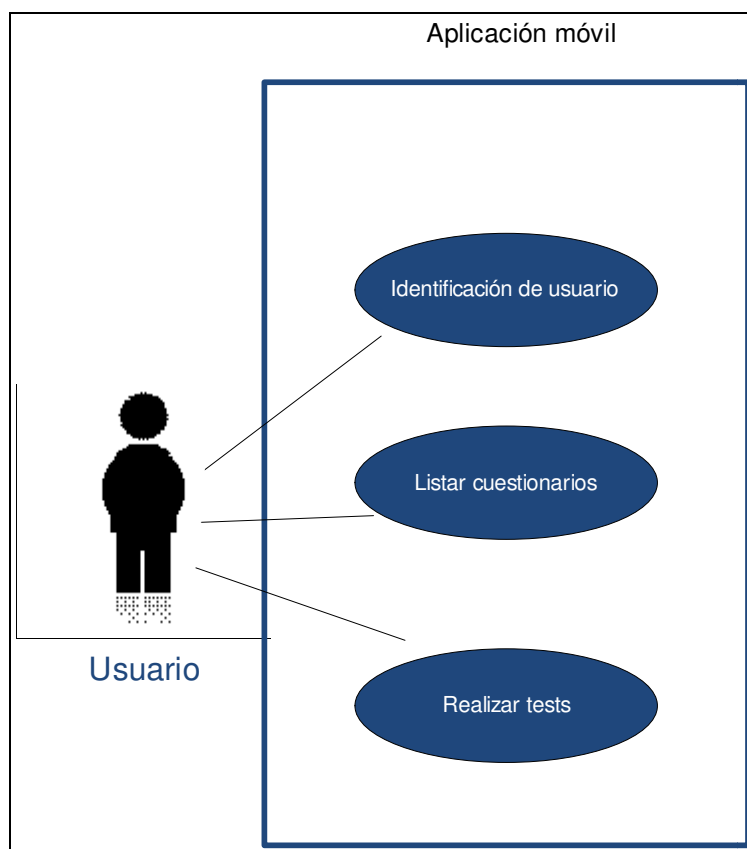 Aplicación móvil
Identificación de usuario
Listar cuestionarios
Usuario
Realizar tests